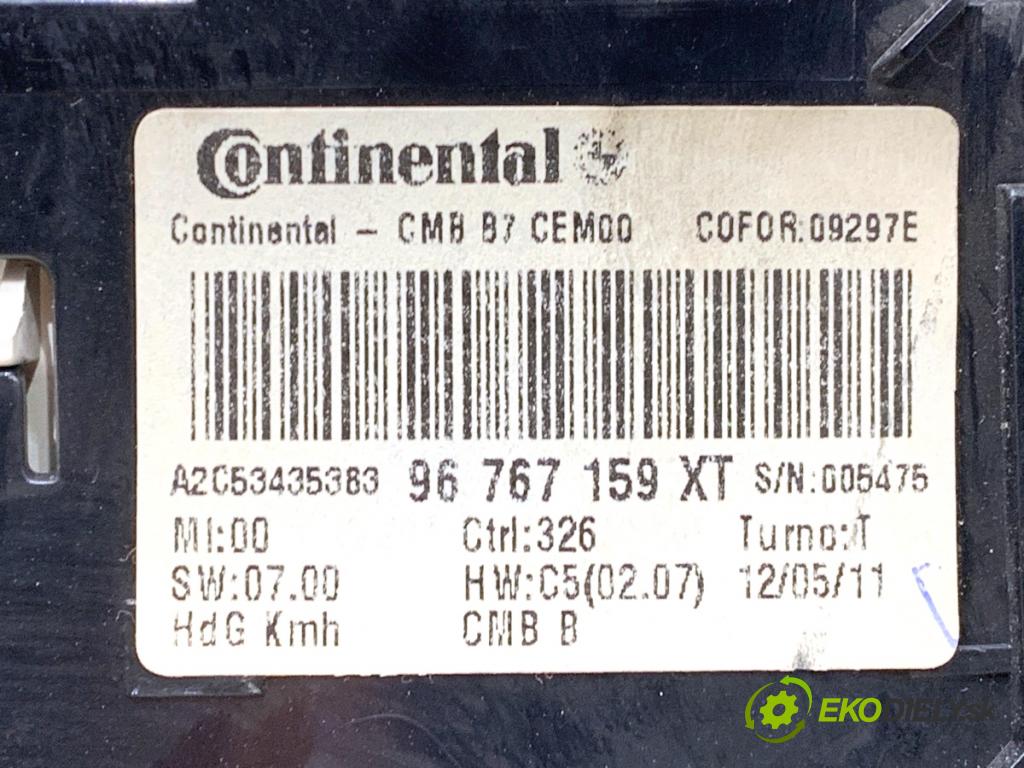 Continental
Continental - CMB B7 CEM00 COFOR:09297E
A2C53435383 96 767 159 XT S/N:005475
MI:00 Ctrl:326 Turno:T
SW:07.00 HW:C5(02.07) 12/05/11
HdG Kmh CMB B
EKODIELY.sk